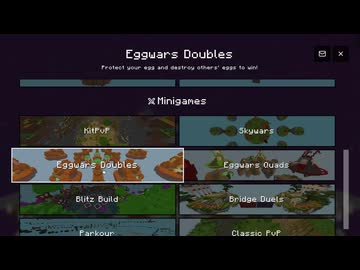 Eggwars Doubles
Protect your egg and destroy others' eggs to win!
Minigames
KitPvP
Skywars
Eggwars Doubles
Eggwars Quads
Blitz Build
Bridge Duels
Parkour
Classic PvP